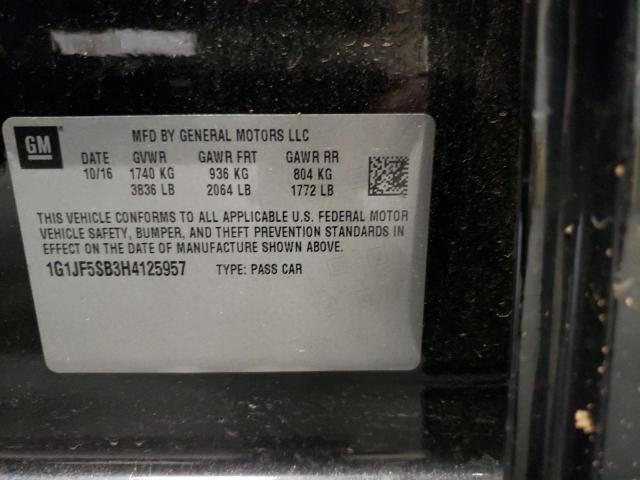 GM
MFD BY GENERAL MOTORS LLC
DATE GVWR GAWR FRT GAWR RR
10/16 1740 KG 936 KG 804 KG
3836 LB 2064 LB 1772 LB
THIS VEHICLE CONFORMS TO ALL APPLICABLE U.S. FEDERAL MOTOR
VEHICLE SAFETY, BUMPER, AND THEFT PREVENTION STANDARDS IN
EFFECT ON THE DATE OF MANUFACTURE SHOWN ABOVE.
1G1JF5SB3H4125957 TYPE: PASS CAR